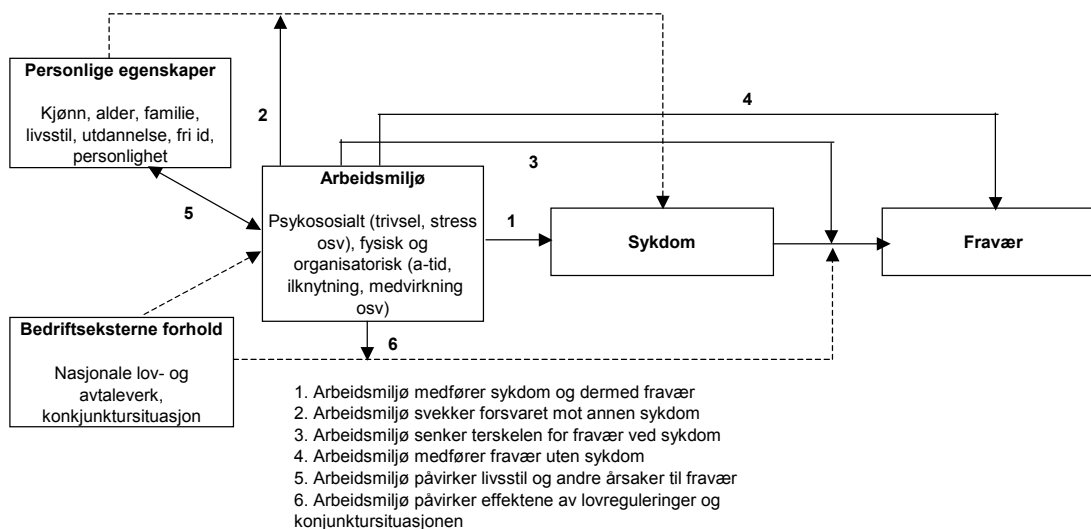 Personlige egenskaper
Kjønn, alder, familie,
livsstil, utdannelse, fri id,
personlighet
2
4
3
5
Arbeidsmiljø
Psykososialt (trivsel, stress
osv), fysisk og
organisatorisk (a-tid,
ilknytning, medvirkning
osv)
1
Sykdom
Fravær
Bedriftseksterne forhold
Nasjonale lov- og
avtaleverk,
konkjunktursituasjon
6
1. Arbeidsmiljø medfører sykdom og dermed fravær
2. Arbeidsmiljø svekker forsvaret mot annen sykdom
3. Arbeidsmiljø senker terskelen for fravær ved sykdom
4. Arbeidsmiljø medfører fravær uten sykdom
5. Arbeidsmiljø påvirker livsstil og andre årsaker til fravær
6. Arbeidsmiljø påvirker effektene av lovreguleringer og
konjunktursituasjonen